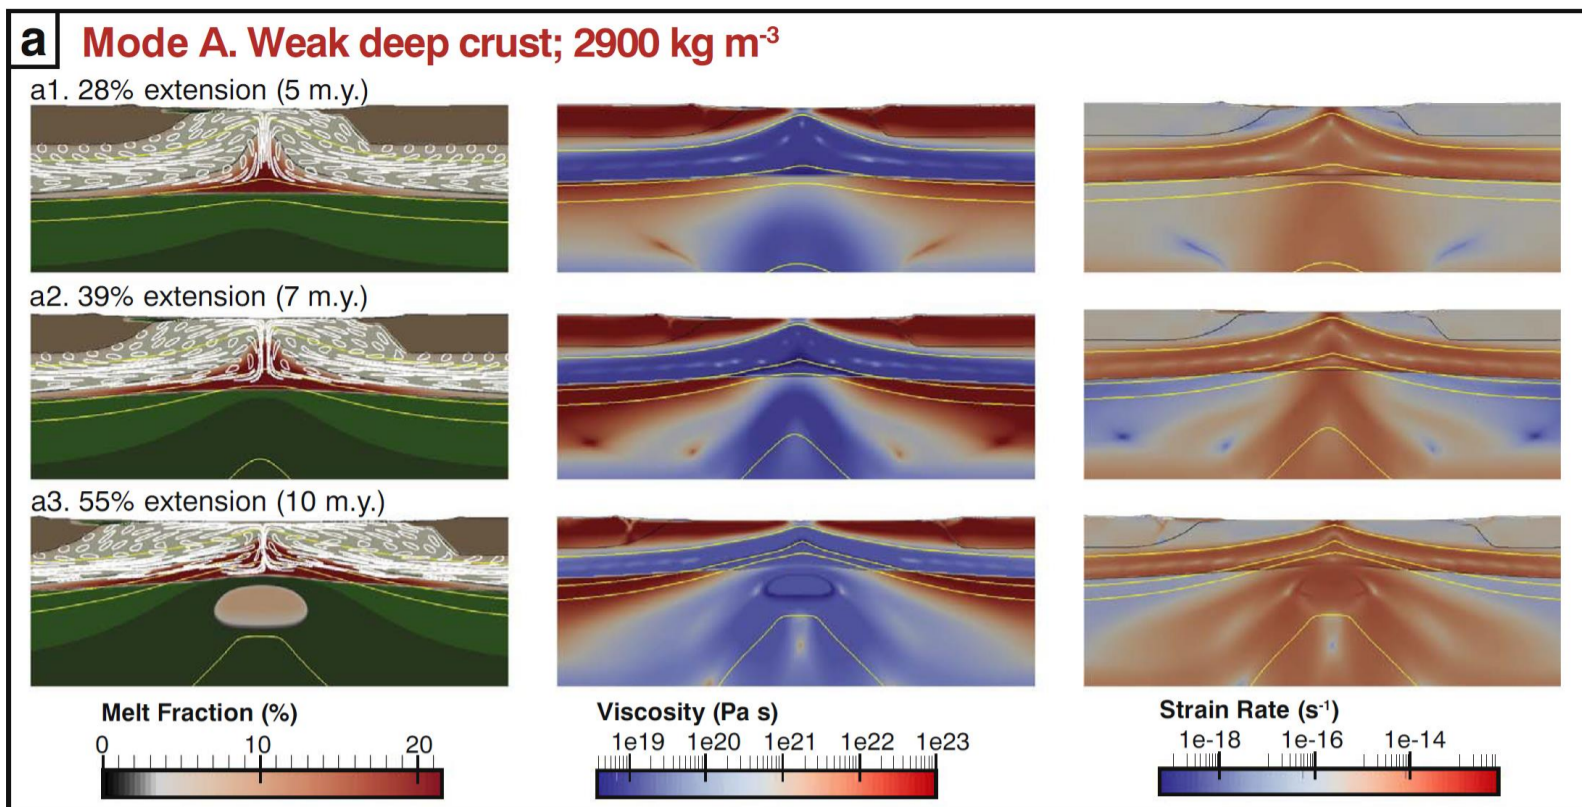 a Mode A. Weak deep crust; 2900 kg m⁻³
a1. 28% extension (5 m.y.)
a2. 39% extension (7 m.y.)
a3. 55% extension (10 m.y.)
Melt Fraction (%)
0 10 20
Viscosity (Pa s)
1e19 1e20 1e21 1e22 1e23
Strain Rate (s⁻¹)
1e-18 1e-16 1e-14